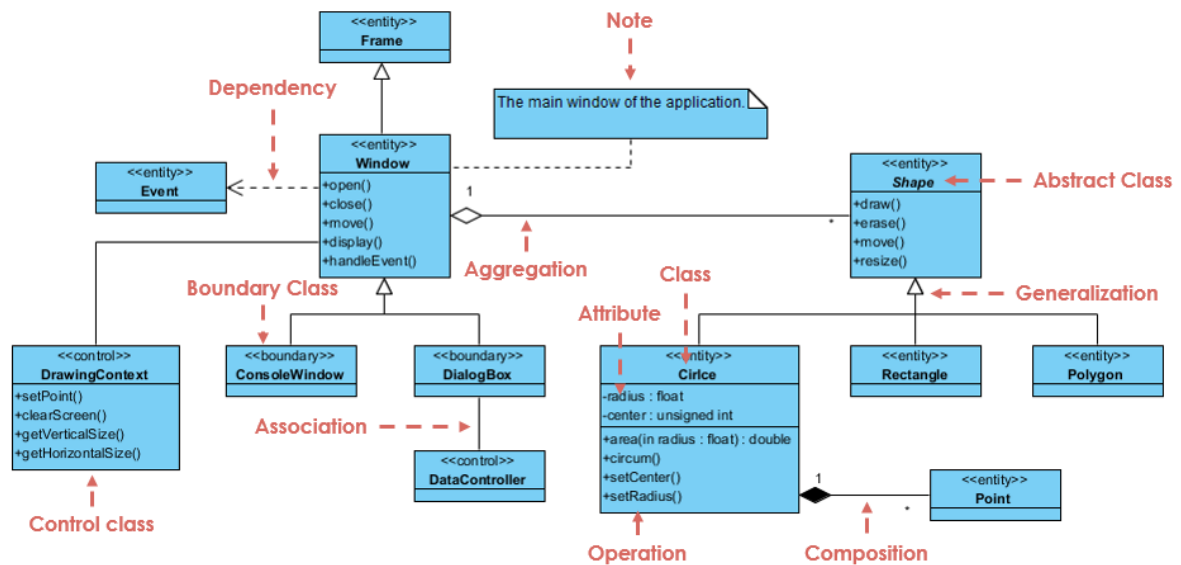 <<entity>>
Frame
Note
Dependency
The main window of the application.
<<entity>>
Window
+open()
+close()
+move()
+display()
+handleEvent()
<<entity>>
Event
1
*
Aggregation
<<entity>>
Shape
+draw()
+erase()
+move()
+resize()
Abstract Class
Generalization
Boundary Class
Class
Attribute
<<control>>
DrawingContext
+setPoint()
+clearScreen()
+getVerticalSize()
+getHorizontalSize()
Control class
<<boundary>>
ConsoleWindow
<<boundary>>
DialogBox
Association
<<control>>
DataController
<<entity>>
Cirlce
-radius : float
-center : unsigned int
+area(in radius : float) : double
+circum()
+setCenter()
+setRadius()
Operation
<<entity>>
Rectangle
<<entity>>
Polygon
1
*
Composition
<<entity>>
Point